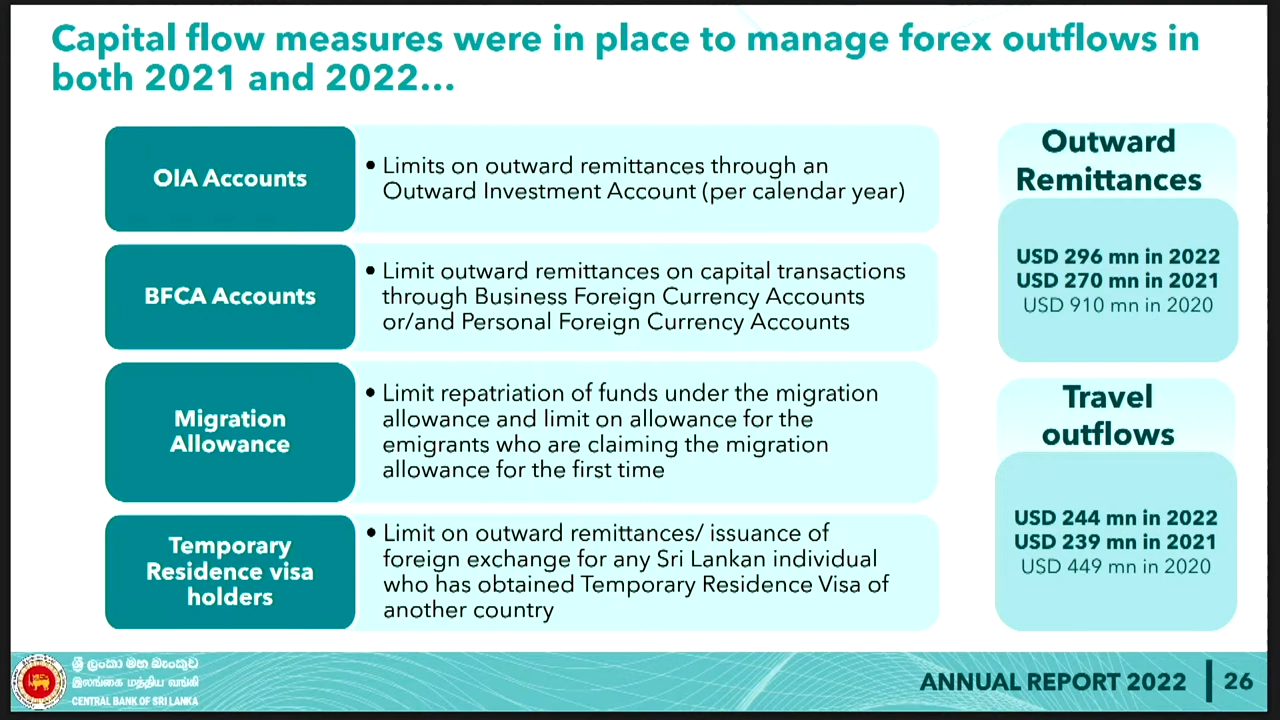 Capital flow measures were in place to manage forex outflows in
both 2021 and 2022...
OIA Accounts
• Limits on outward remittances through an
Outward Investment Account (per calendar year)
BFCA Accounts
• Limit outward remittances on capital transactions
through Business Foreign Currency Accounts
or/and Personal Foreign Currency Accounts
Migration
Allowance
• Limit repatriation of funds under the migration
allowance and limit on allowance for the
emigrants who are claiming the migration
allowance for the first time
Temporary
Residence visa
holders
• Limit on outward remittances/ issuance of
foreign exchange for any Sri Lankan individual
who has obtained Temporary Residence Visa of
another country
Outward
Remittances
USD 296 mn in 2022
USD 270 mn in 2021
USD 910 mn in 2020
Travel
outflows
USD 244 mn in 2022
USD 239 mn in 2021
USD 449 mn in 2020
ශ්‍රී ලංකා මහ බැංකුව
இலங்கை மத்திய வங்கி
CENTRAL BANK OF SRI LANKA
ANNUAL REPORT 2022
26